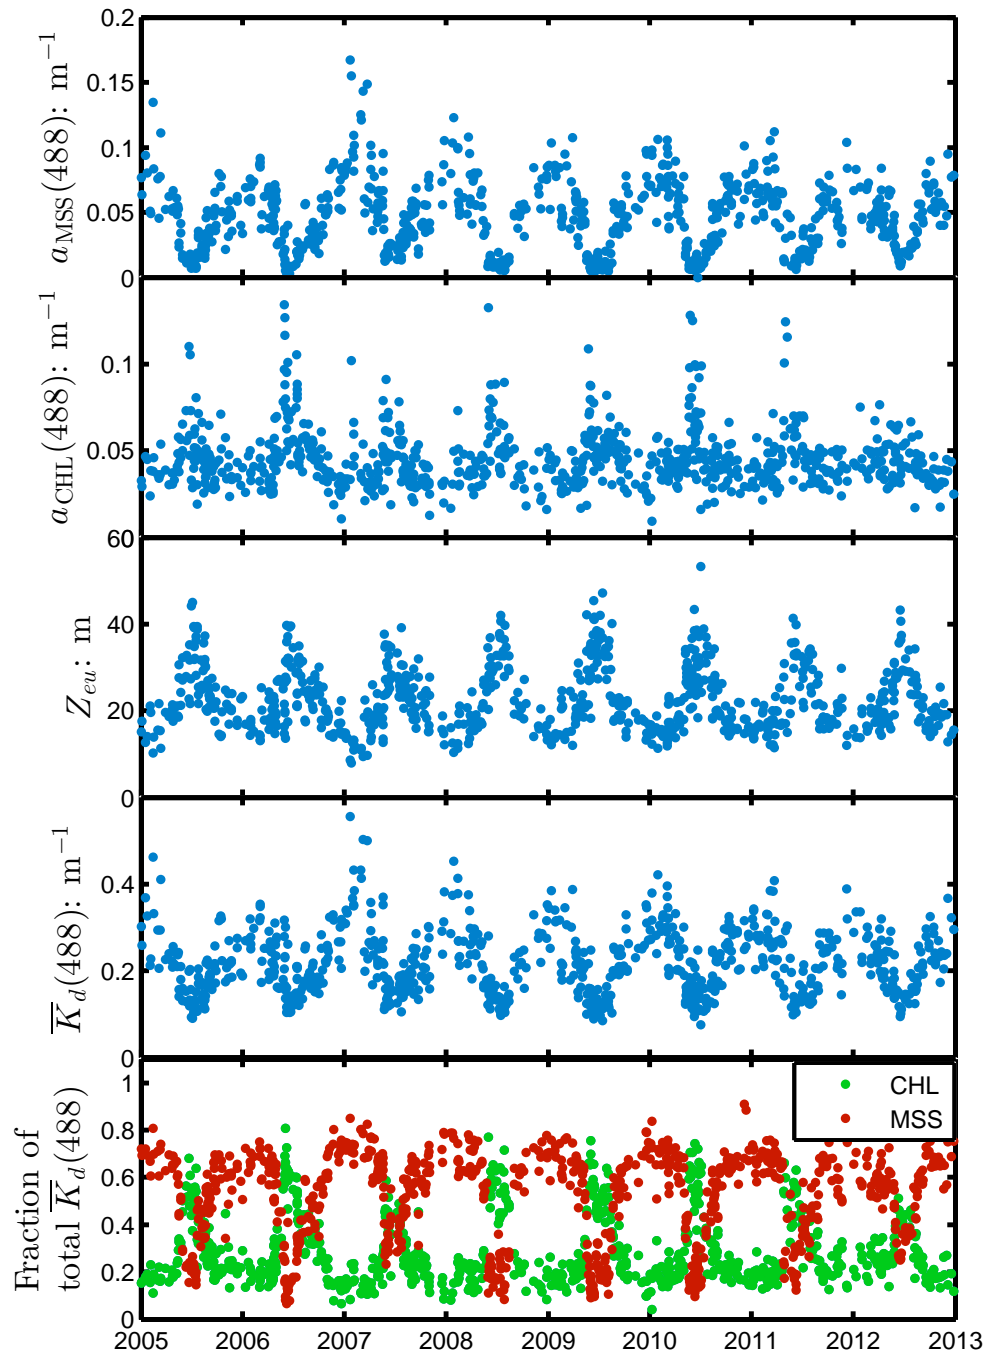 0.2
0.15
0.1
0.05
0
a_MSS(488): m⁻¹
0.1
0.05
0
a_CHL(488): m⁻¹
60
40
20
0
Z_eu: m
0.4
0.2
0
K̅_d(488): m⁻¹
1
0.8
0.6
0.4
0.2
0
Fraction of
total K̅_d(488)
CHL
MSS
2005 2006 2007 2008 2009 2010 2011 2012 2013